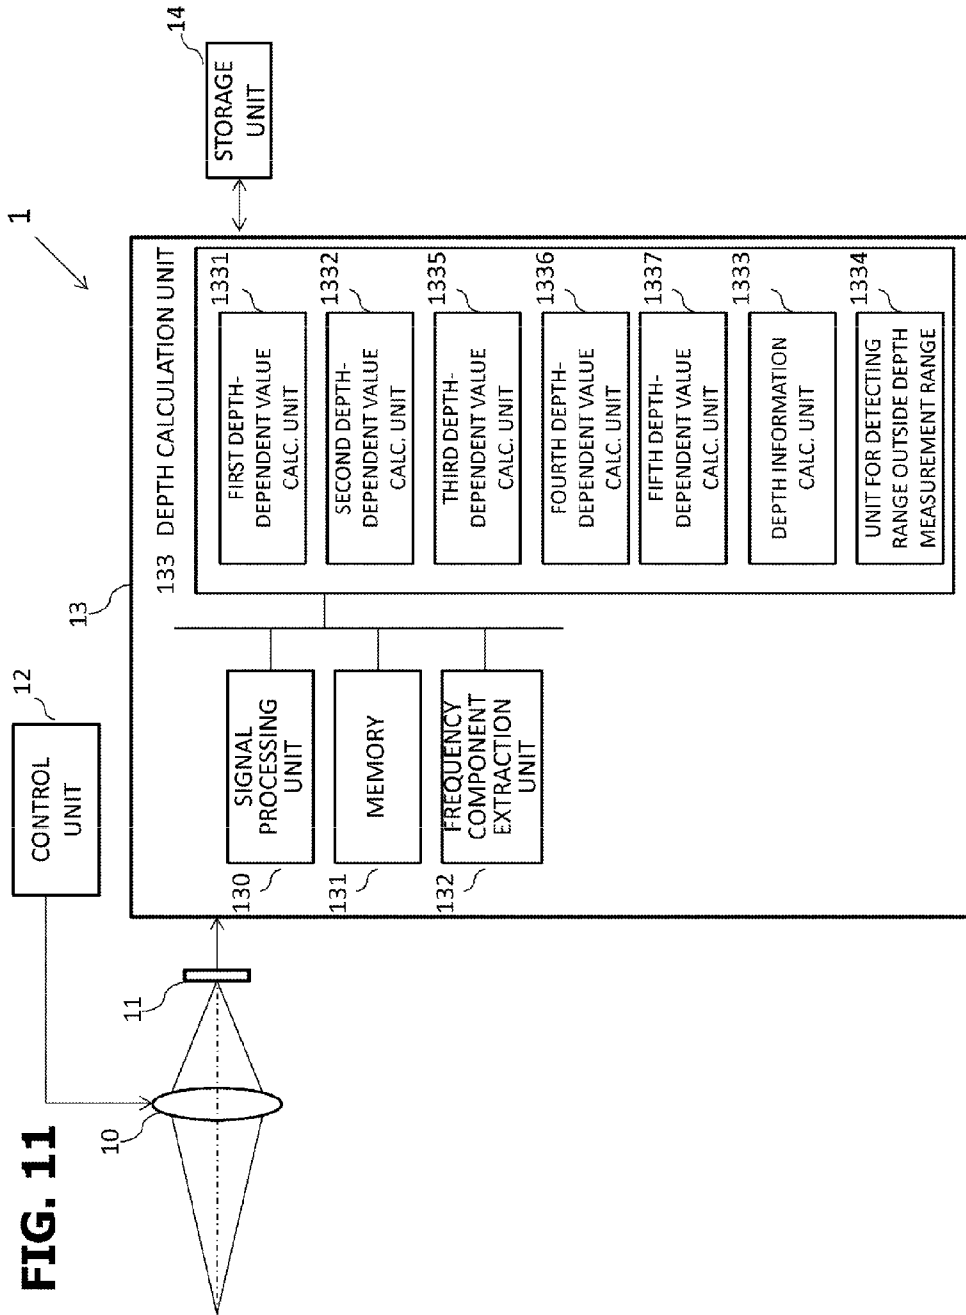 FIG. 11
1
12
CONTROL
UNIT
10
11
13
14
STORAGE
UNIT
130
SIGNAL
PROCESSING
UNIT
131
MEMORY
132
FREQUENCY
COMPONENT
EXTRACTION
UNIT
133 DEPTH CALCULATION UNIT
1331
FIRST DEPTH-
DEPENDENT VALUE
CALC. UNIT
1332
SECOND DEPTH-
DEPENDENT VALUE
CALC. UNIT
1335
THIRD DEPTH-
DEPENDENT VALUE
CALC. UNIT
1336
FOURTH DEPTH-
DEPENDENT VALUE
CALC. UNIT
1337
FIFTH DEPTH-
DEPENDENT VALUE
CALC. UNIT
1333
DEPTH INFORMATION
CALC. UNIT
1334
UNIT FOR DETECTING
RANGE OUTSIDE DEPTH
MEASUREMENT RANGE